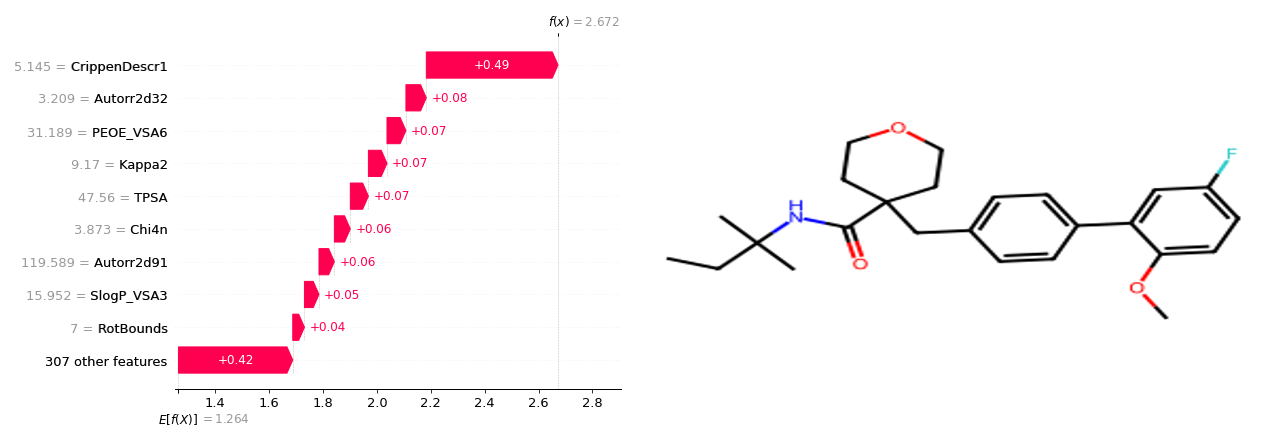 f(x) = 2.672
5.145 = CrippenDescr1 +0.49
3.209 = Autorr2d32 +0.08
31.189 = PEOE_VSA6 +0.07
9.17 = Kappa2 +0.07
47.56 = TPSA +0.07
3.873 = Chi4n +0.06
119.589 = Autorr2d91 +0.06
15.952 = SlogP_VSA3 +0.05
7 = RotBounds +0.04
307 other features +0.42
1.4 1.6 1.8 2.0 2.2 2.4 2.6 2.8
E[f(X)] = 1.264
O
F
H
N
O
O